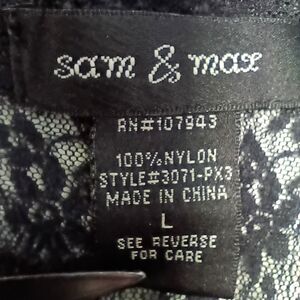 sam & max
RN#107943
100%NYLON
STYLE#3071-PX3
MADE IN CHINA
L
SEE REVERSE
FOR CARE